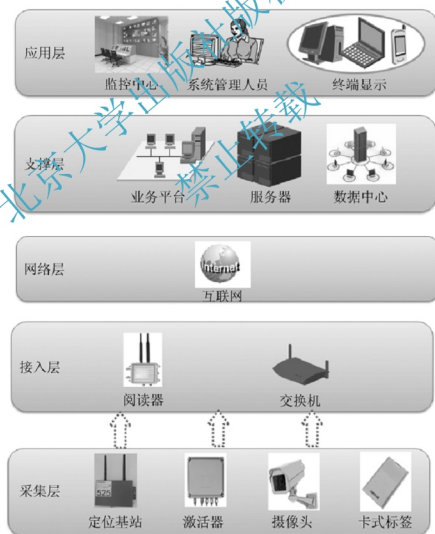 应用层
监控中心 系统管理人员 终端显示
支撑层
业务平台 服务器 数据中心
网络层
Internet
互联网
接入层
阅读器 交换机
采集层
定位基站 激活器 摄像头 卡式标签
北京大学出版社版权
禁止转载